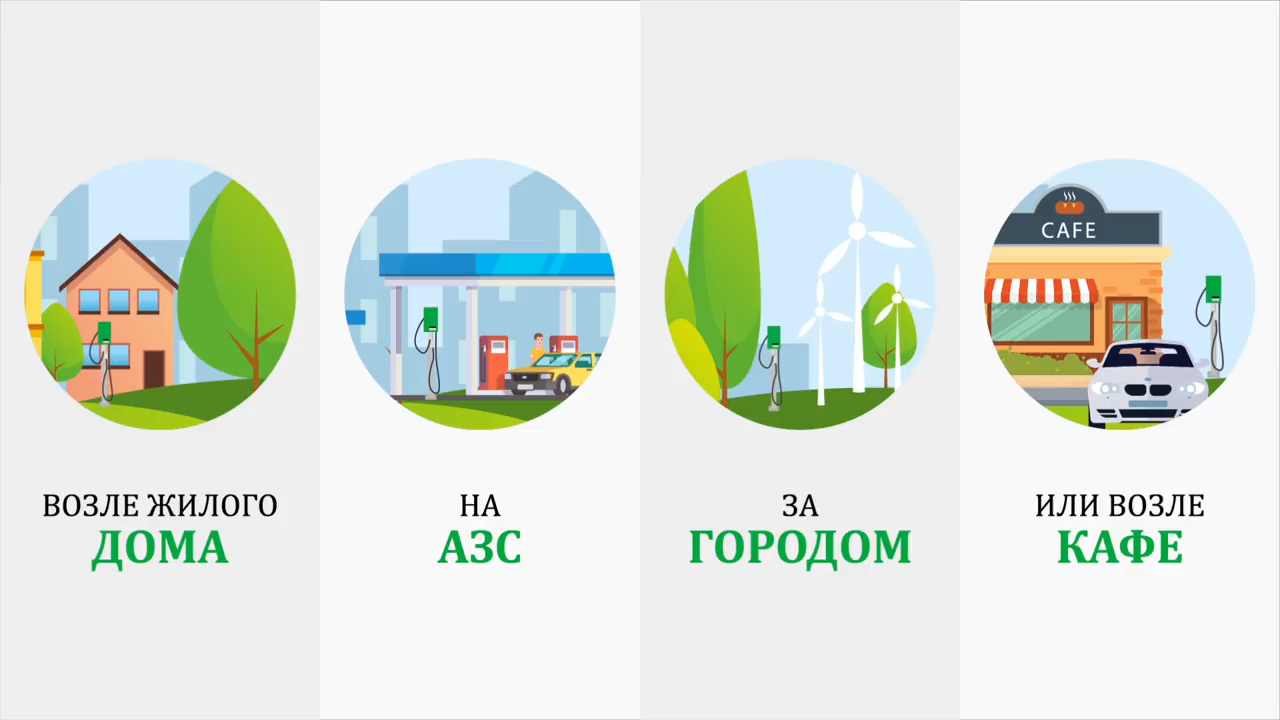 CAFE
ВОЗЛЕ ЖИЛОГО
ДОМА
НА
АЗС
ЗА
ГОРОДОМ
ИЛИ ВОЗЛЕ
КАФЕ